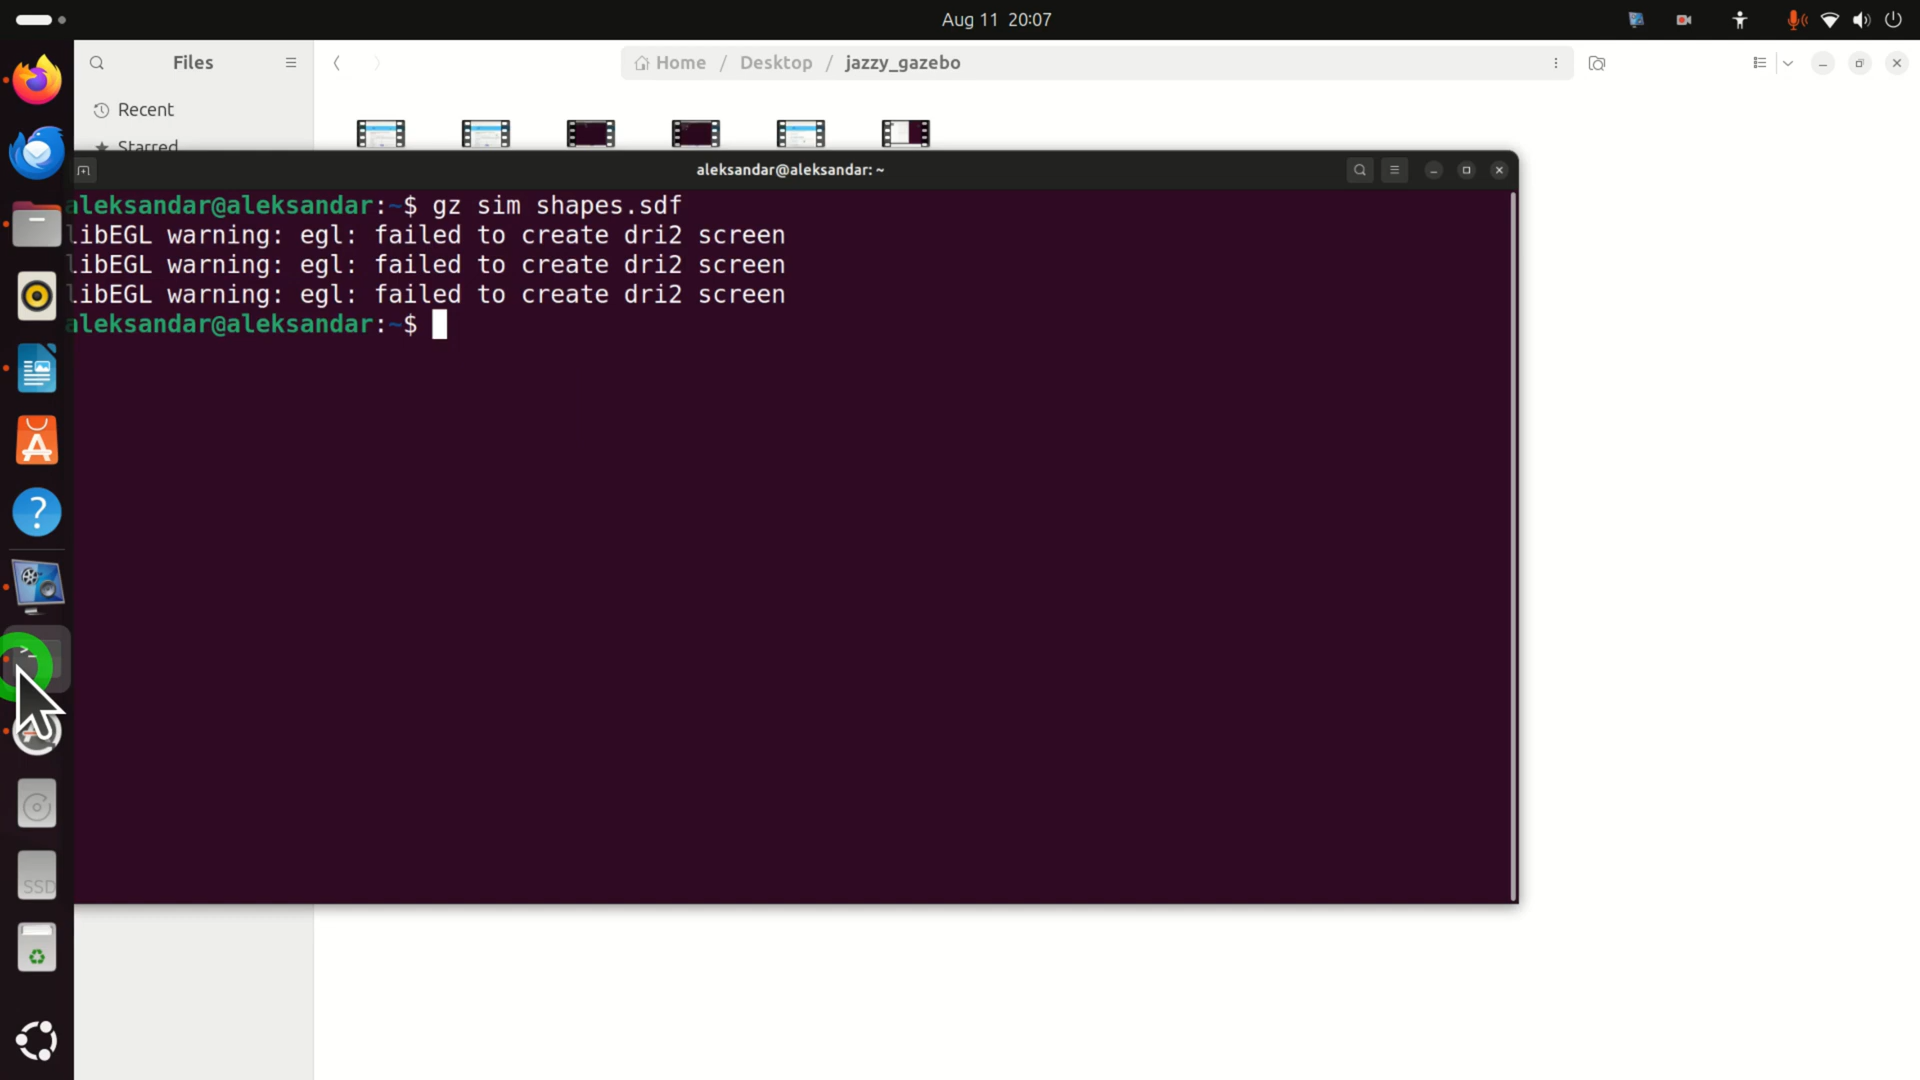 Aug 11 20:07
Files
Home / Desktop / jazzy_gazebo
Recent
Starred
aleksandar@aleksandar: ~
aleksandar@aleksandar:~$ gz sim shapes.sdf
libEGL warning: egl: failed to create dri2 screen
libEGL warning: egl: failed to create dri2 screen
libEGL warning: egl: failed to create dri2 screen
aleksandar@aleksandar:~$
SSD